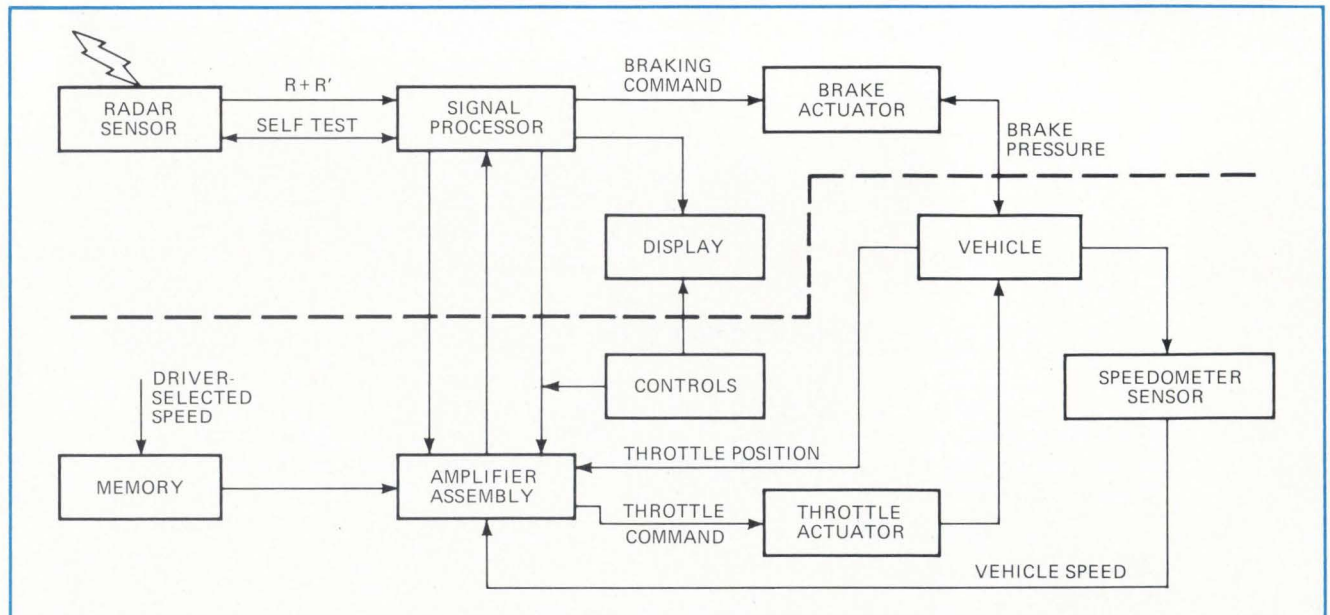 RADAR
SENSOR
R+R′
SELF TEST
SIGNAL
PROCESSOR
BRAKING
COMMAND
BRAKE
ACTUATOR
BRAKE
PRESSURE
DISPLAY
VEHICLE
CONTROLS
SPEEDOMETER
SENSOR
DRIVER-
SELECTED
SPEED
MEMORY
AMPLIFIER
ASSEMBLY
THROTTLE POSITION
THROTTLE
COMMAND
THROTTLE
ACTUATOR
VEHICLE SPEED